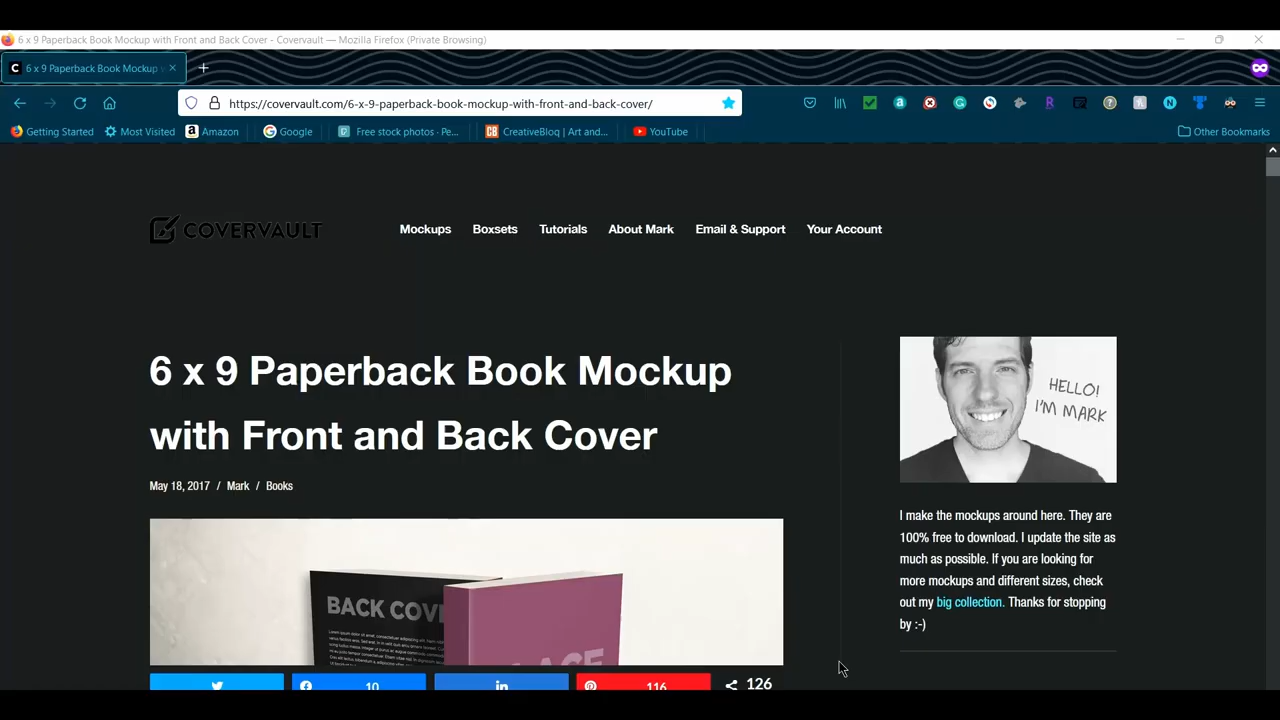 6 x 9 Paperback Book Mockup with Front and Back Cover - Covervault — Mozilla Firefox (Private Browsing)
6 x 9 Paperback Book Mockup
https://covervault.com/6-x-9-paperback-book-mockup-with-front-and-back-cover/
Getting Started Most Visited Amazon Google Free stock photos - Pe... CreativeBloq | Art and... YouTube Other Bookmarks
COVERVAULT
Mockups Boxsets Tutorials About Mark Email & Support Your Account
6 x 9 Paperback Book Mockup
with Front and Back Cover
May 18, 2017 / Mark / Books
HELLO!
I'M MARK
I make the mockups around here. They are
100% free to download. I update the site as
much as possible. If you are looking for
more mockups and different sizes, check
out my big collection. Thanks for stopping
by :-)
BACK COVE
LACE
10 116 126